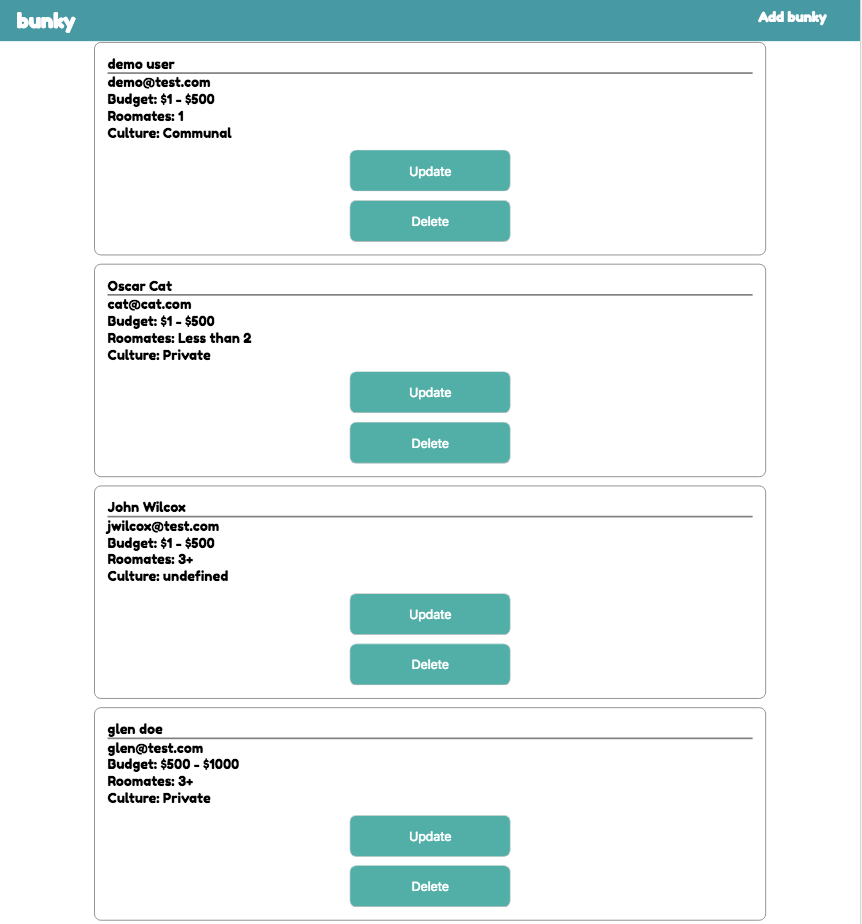 bunky
Add bunky
demo user
demo@test.com
Budget: $1 - $500
Roomates: 1
Culture: Communal
Update
Delete
Oscar Cat
cat@cat.com
Budget: $1 - $500
Roomates: Less than 2
Culture: Private
Update
Delete
John Wilcox
jwilcox@test.com
Budget: $1 - $500
Roomates: 3+
Culture: undefined
Update
Delete
glen doe
glen@test.com
Budget: $500 - $1000
Roomates: 3+
Culture: Private
Update
Delete